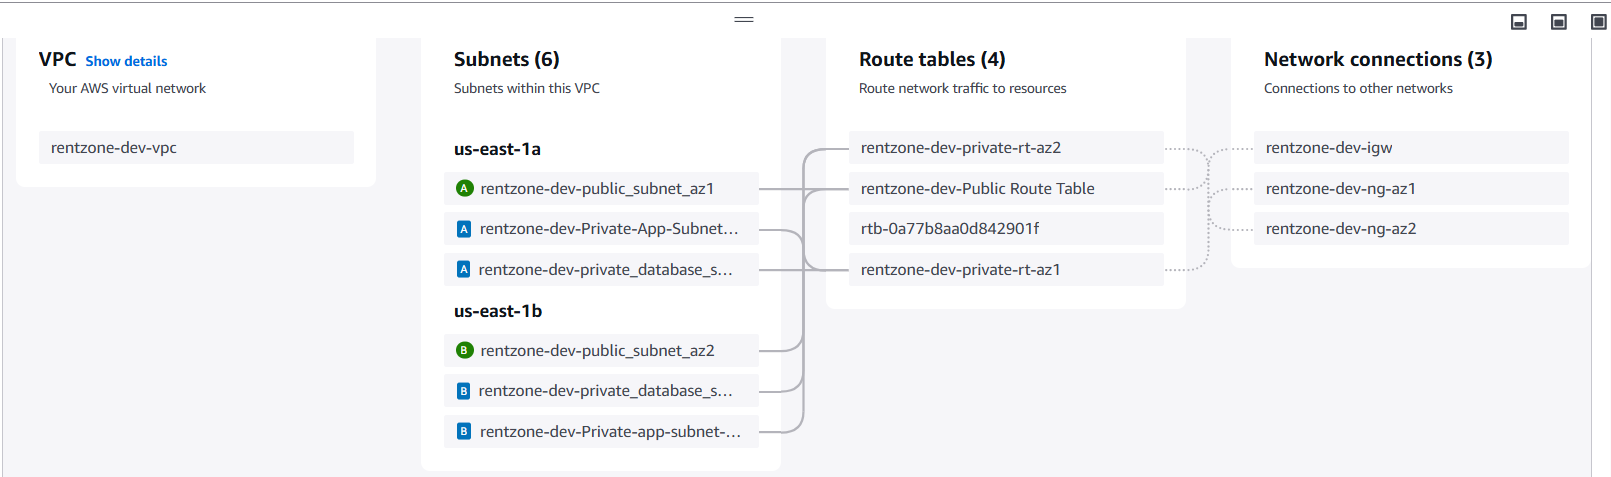 VPC Show details
Your AWS virtual network
rentzone-dev-vpc
Subnets (6)
Subnets within this VPC
us-east-1a
A rentzone-dev-public_subnet_az1
A rentzone-dev-Private-App-Subnet...
A rentzone-dev-private_database_s...
us-east-1b
B rentzone-dev-public_subnet_az2
B rentzone-dev-private_database_s...
B rentzone-dev-Private-app-subnet-...
Route tables (4)
Route network traffic to resources
rentzone-dev-private-rt-az2
rentzone-dev-Public Route Table
rtb-0a77b8aa0d842901f
rentzone-dev-private-rt-az1
Network connections (3)
Connections to other networks
rentzone-dev-igw
rentzone-dev-ng-az1
rentzone-dev-ng-az2